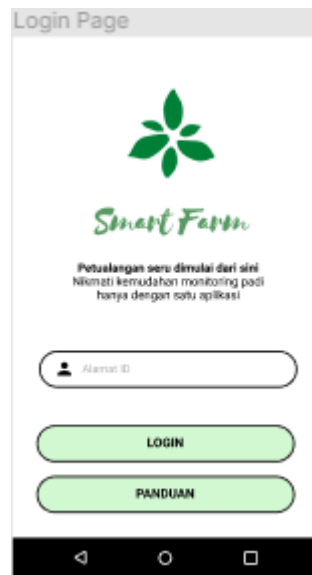 Login Page
Smart Farm
Petualangan seru dimulai dari sini
Nikmati kemudahan monitoring padi
hanya dengan satu aplikasi
Alamat ID
LOGIN
PANDUAN